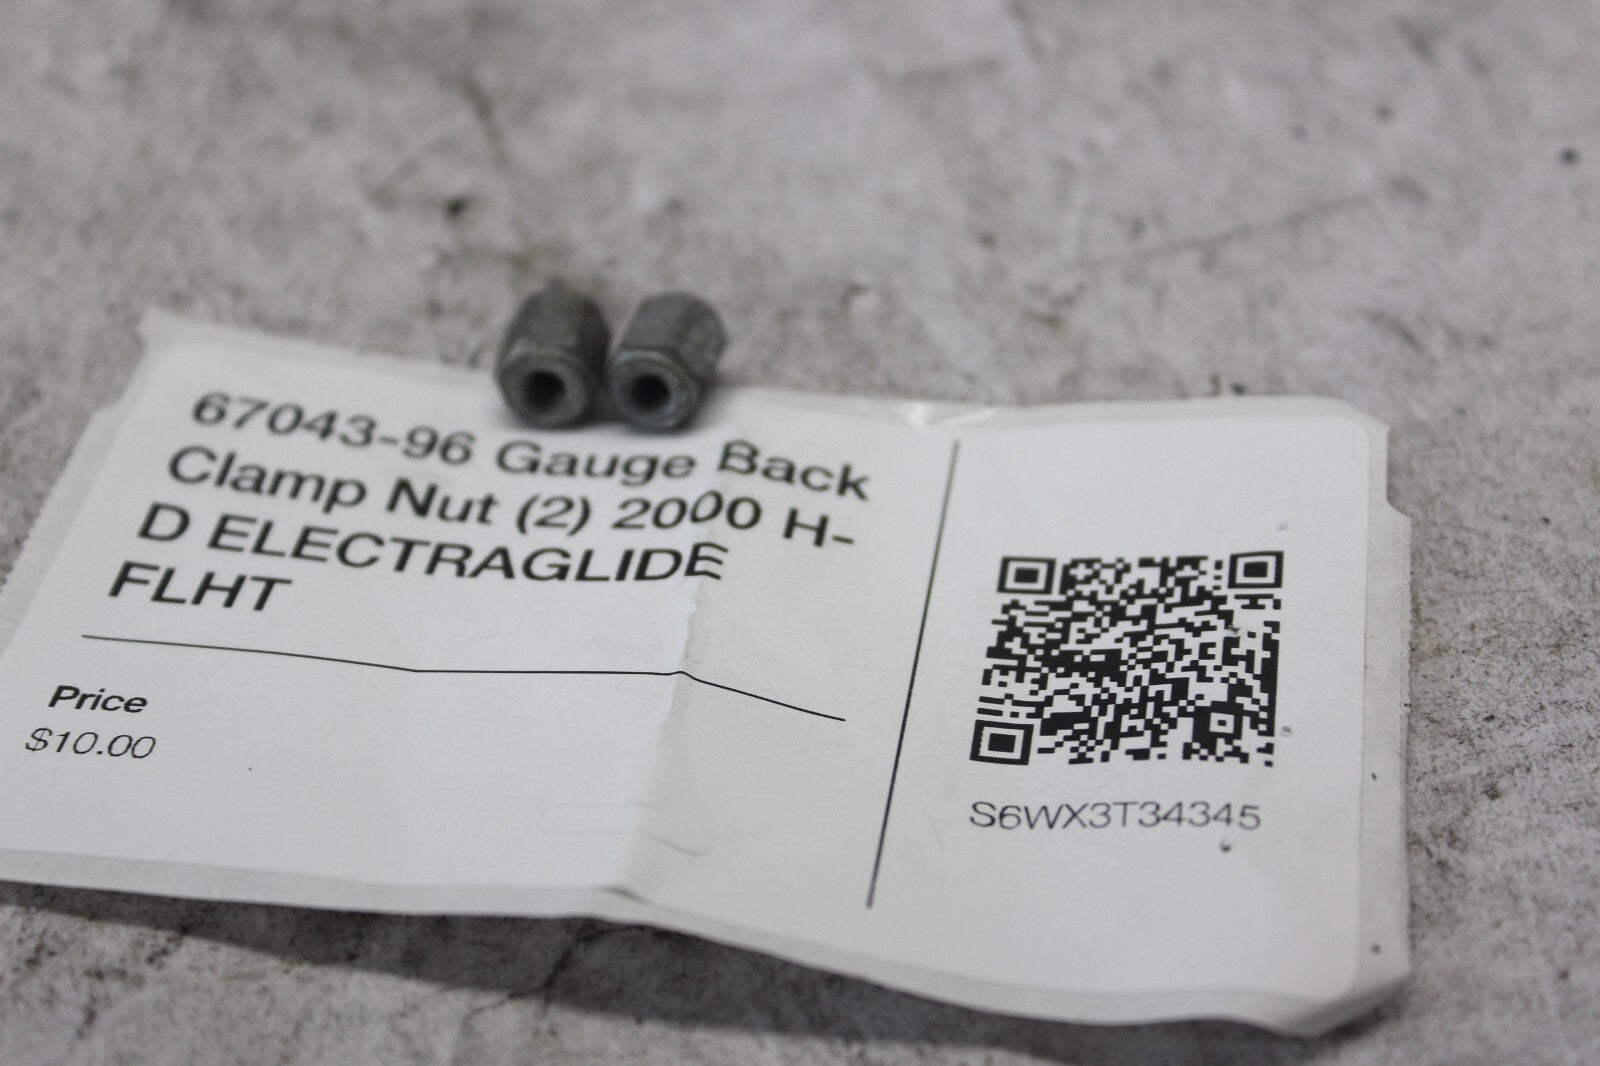 67043-96 Gauge Back
Clamp Nut (2) 2000 H-
D ELECTRAGLIDE
FLHT
Price
$10.00
S6WX3T34345